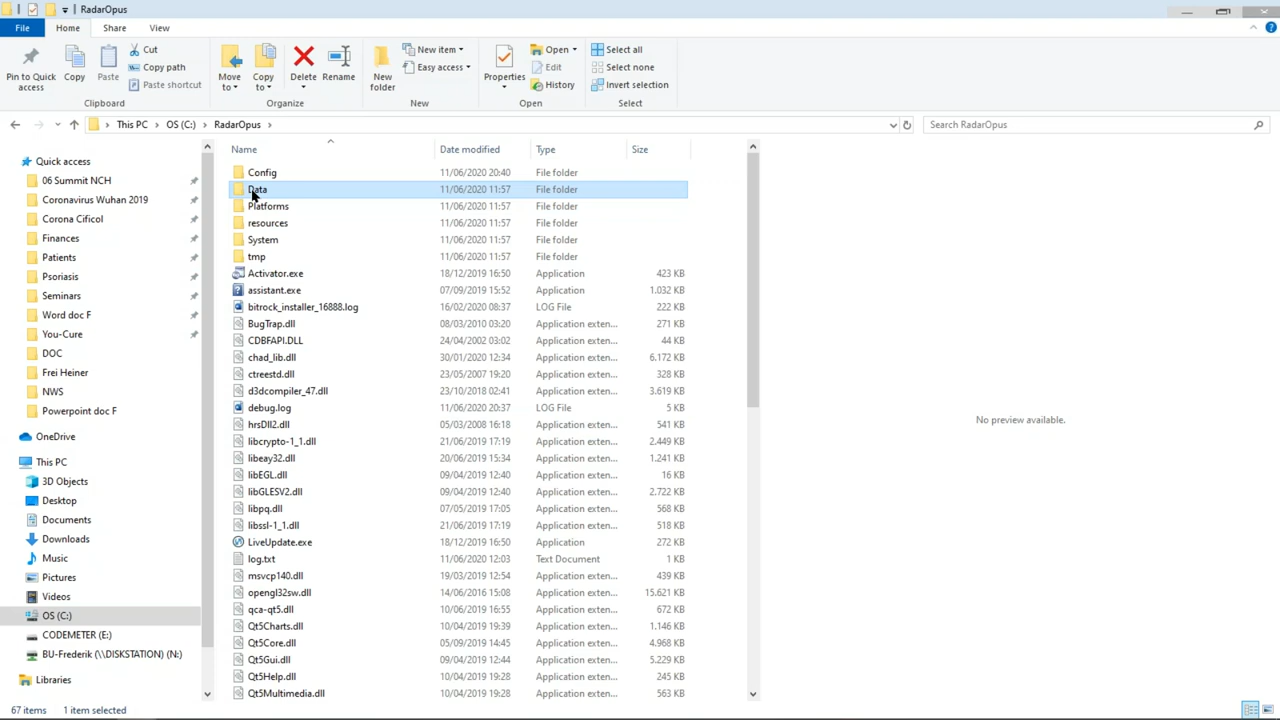 RadarOpus
File Home Share View
Pin to Quick access
Copy
Paste
Cut
Copy path
Paste shortcut
Clipboard
Move to
Copy to
Delete
Rename
Organize
New folder
New item
Easy access
New
Properties
Open
Edit
History
Open
Select all
Select none
Invert selection
Select
This PC OS (C:) RadarOpus
Search RadarOpus
Quick access
06 Summit NCH
Coronavirus Wuhan 2019
Corona Cificol
Finances
Patients
Psoriasis
Seminars
Word doc F
You-Cure
DOC
Frei Heiner
NWS
Powerpoint doc F
OneDrive
This PC
3D Objects
Desktop
Documents
Downloads
Music
Pictures
Videos
OS (C:)
CODEMETER (E:)
BU-Frederik (\\DISKSTATION) (N:)
Libraries
Name Date modified Type Size
Config 11/06/2020 20:40 File folder
Data 11/06/2020 11:57 File folder
Platforms 11/06/2020 11:57 File folder
resources 11/06/2020 11:57 File folder
System 11/06/2020 11:57 File folder
tmp 11/06/2020 11:57 File folder
Activator.exe 18/12/2019 16:50 Application 423 KB
assistant.exe 07/09/2019 15:52 Application 1.032 KB
bitrock_installer_16888.log 16/02/2020 08:37 LOG File 222 KB
BugTrap.dll 08/03/2010 03:20 Application exten... 271 KB
CDBFAPI.DLL 24/04/2002 03:02 Application exten... 44 KB
chad_lib.dll 30/01/2020 12:34 Application exten... 6.172 KB
ctreestd.dll 23/05/2007 19:20 Application exten... 328 KB
d3dcompiler_47.dll 23/10/2018 02:41 Application exten... 3.619 KB
debug.log 11/06/2020 20:37 LOG File 5 KB
hrsDll2.dll 05/03/2008 16:18 Application exten... 541 KB
libcrypto-1_1.dll 21/06/2019 17:19 Application exten... 2.449 KB
libeay32.dll 20/06/2019 15:34 Application exten... 1.241 KB
libEGL.dll 09/04/2019 12:40 Application exten... 16 KB
libGLESV2.dll 09/04/2019 12:40 Application exten... 2.722 KB
libpq.dll 07/05/2019 17:05 Application exten... 568 KB
libssl-1_1.dll 21/06/2019 17:19 Application exten... 518 KB
LiveUpdate.exe 18/12/2019 16:50 Application 272 KB
log.txt 11/06/2020 12:03 Text Document 1 KB
msvcp140.dll 19/03/2019 12:54 Application exten... 439 KB
opengl32sw.dll 14/06/2016 15:08 Application exten... 15.621 KB
qca-qt5.dll 10/06/2019 16:55 Application exten... 672 KB
Qt5Charts.dll 10/04/2019 19:39 Application exten... 1.146 KB
Qt5Core.dll 05/09/2019 14:45 Application exten... 4.968 KB
Qt5Gui.dll 09/04/2019 12:44 Application exten... 5.229 KB
Qt5Help.dll 10/04/2019 19:28 Application exten... 245 KB
Qt5Multimedia.dll 10/04/2019 19:28 Application exten... 563 KB
No preview available.
67 items 1 item selected